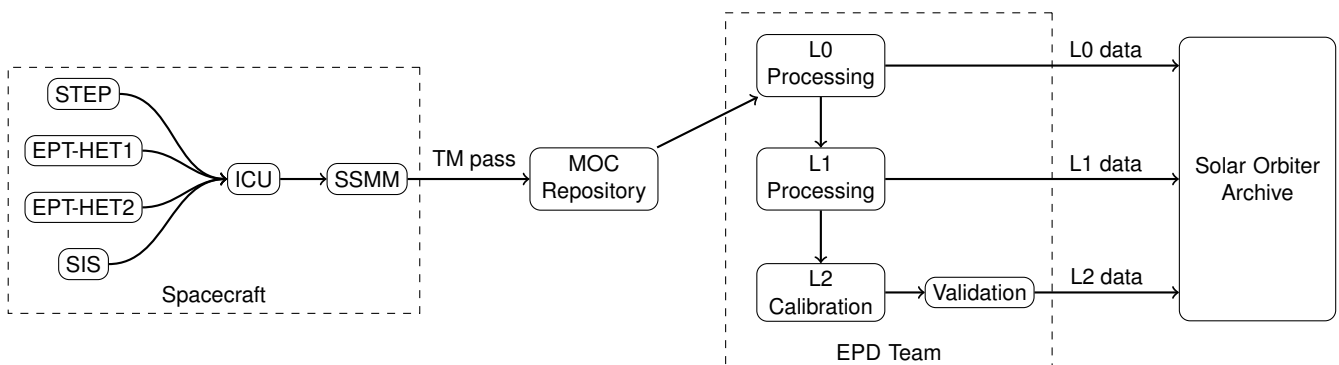 STEP
EPT-HET1
EPT-HET2
SIS
ICU
SSMM
Spacecraft
TM pass
MOC
Repository
L0
Processing
L1
Processing
L2
Calibration
Validation
EPD Team
L0 data
L1 data
L2 data
Solar Orbiter
Archive